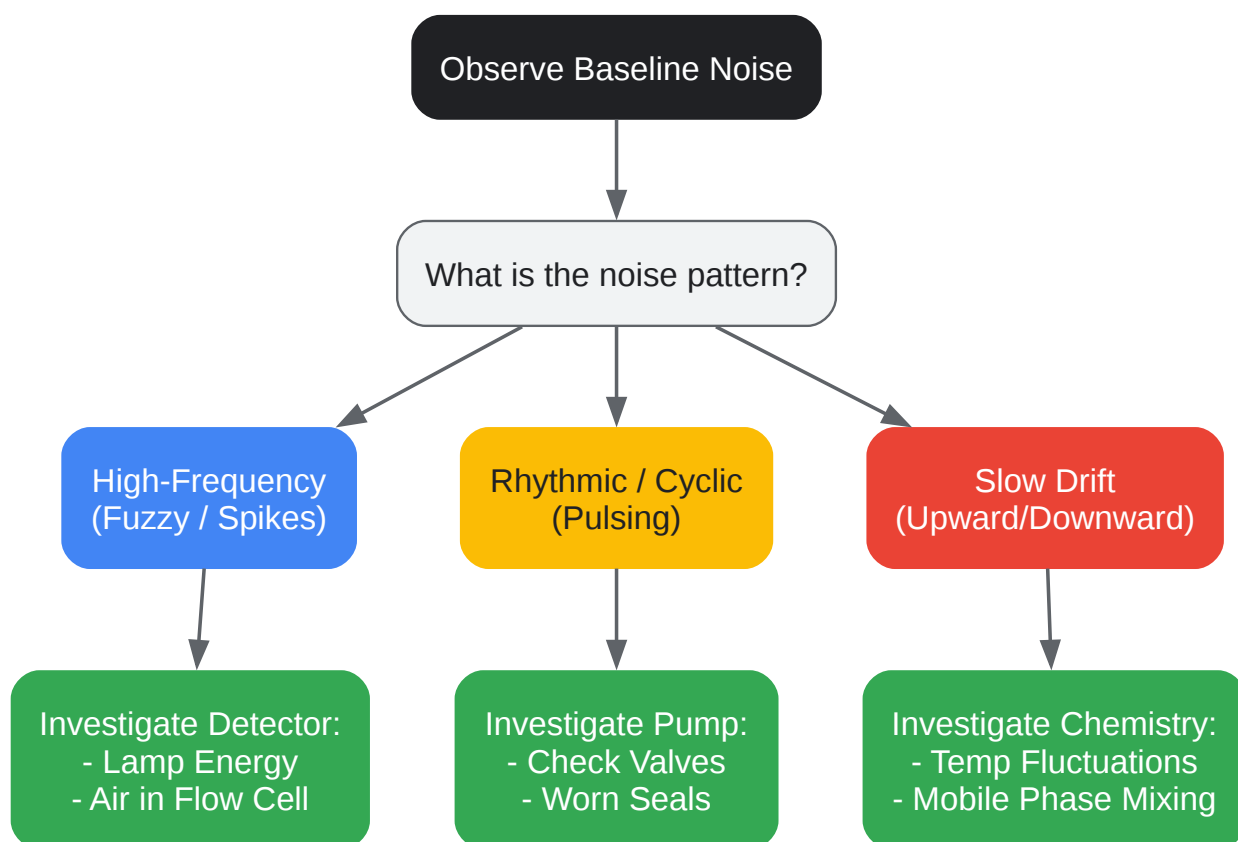 Observe Baseline Noise
What is the noise pattern?
High-Frequency
(Fuzzy / Spikes)
Rhythmic / Cyclic
(Pulsing)
Slow Drift
(Upward/Downward)
Investigate Detector:
- Lamp Energy
- Air in Flow Cell
Investigate Pump:
- Check Valves
- Worn Seals
Investigate Chemistry:
- Temp Fluctuations
- Mobile Phase Mixing